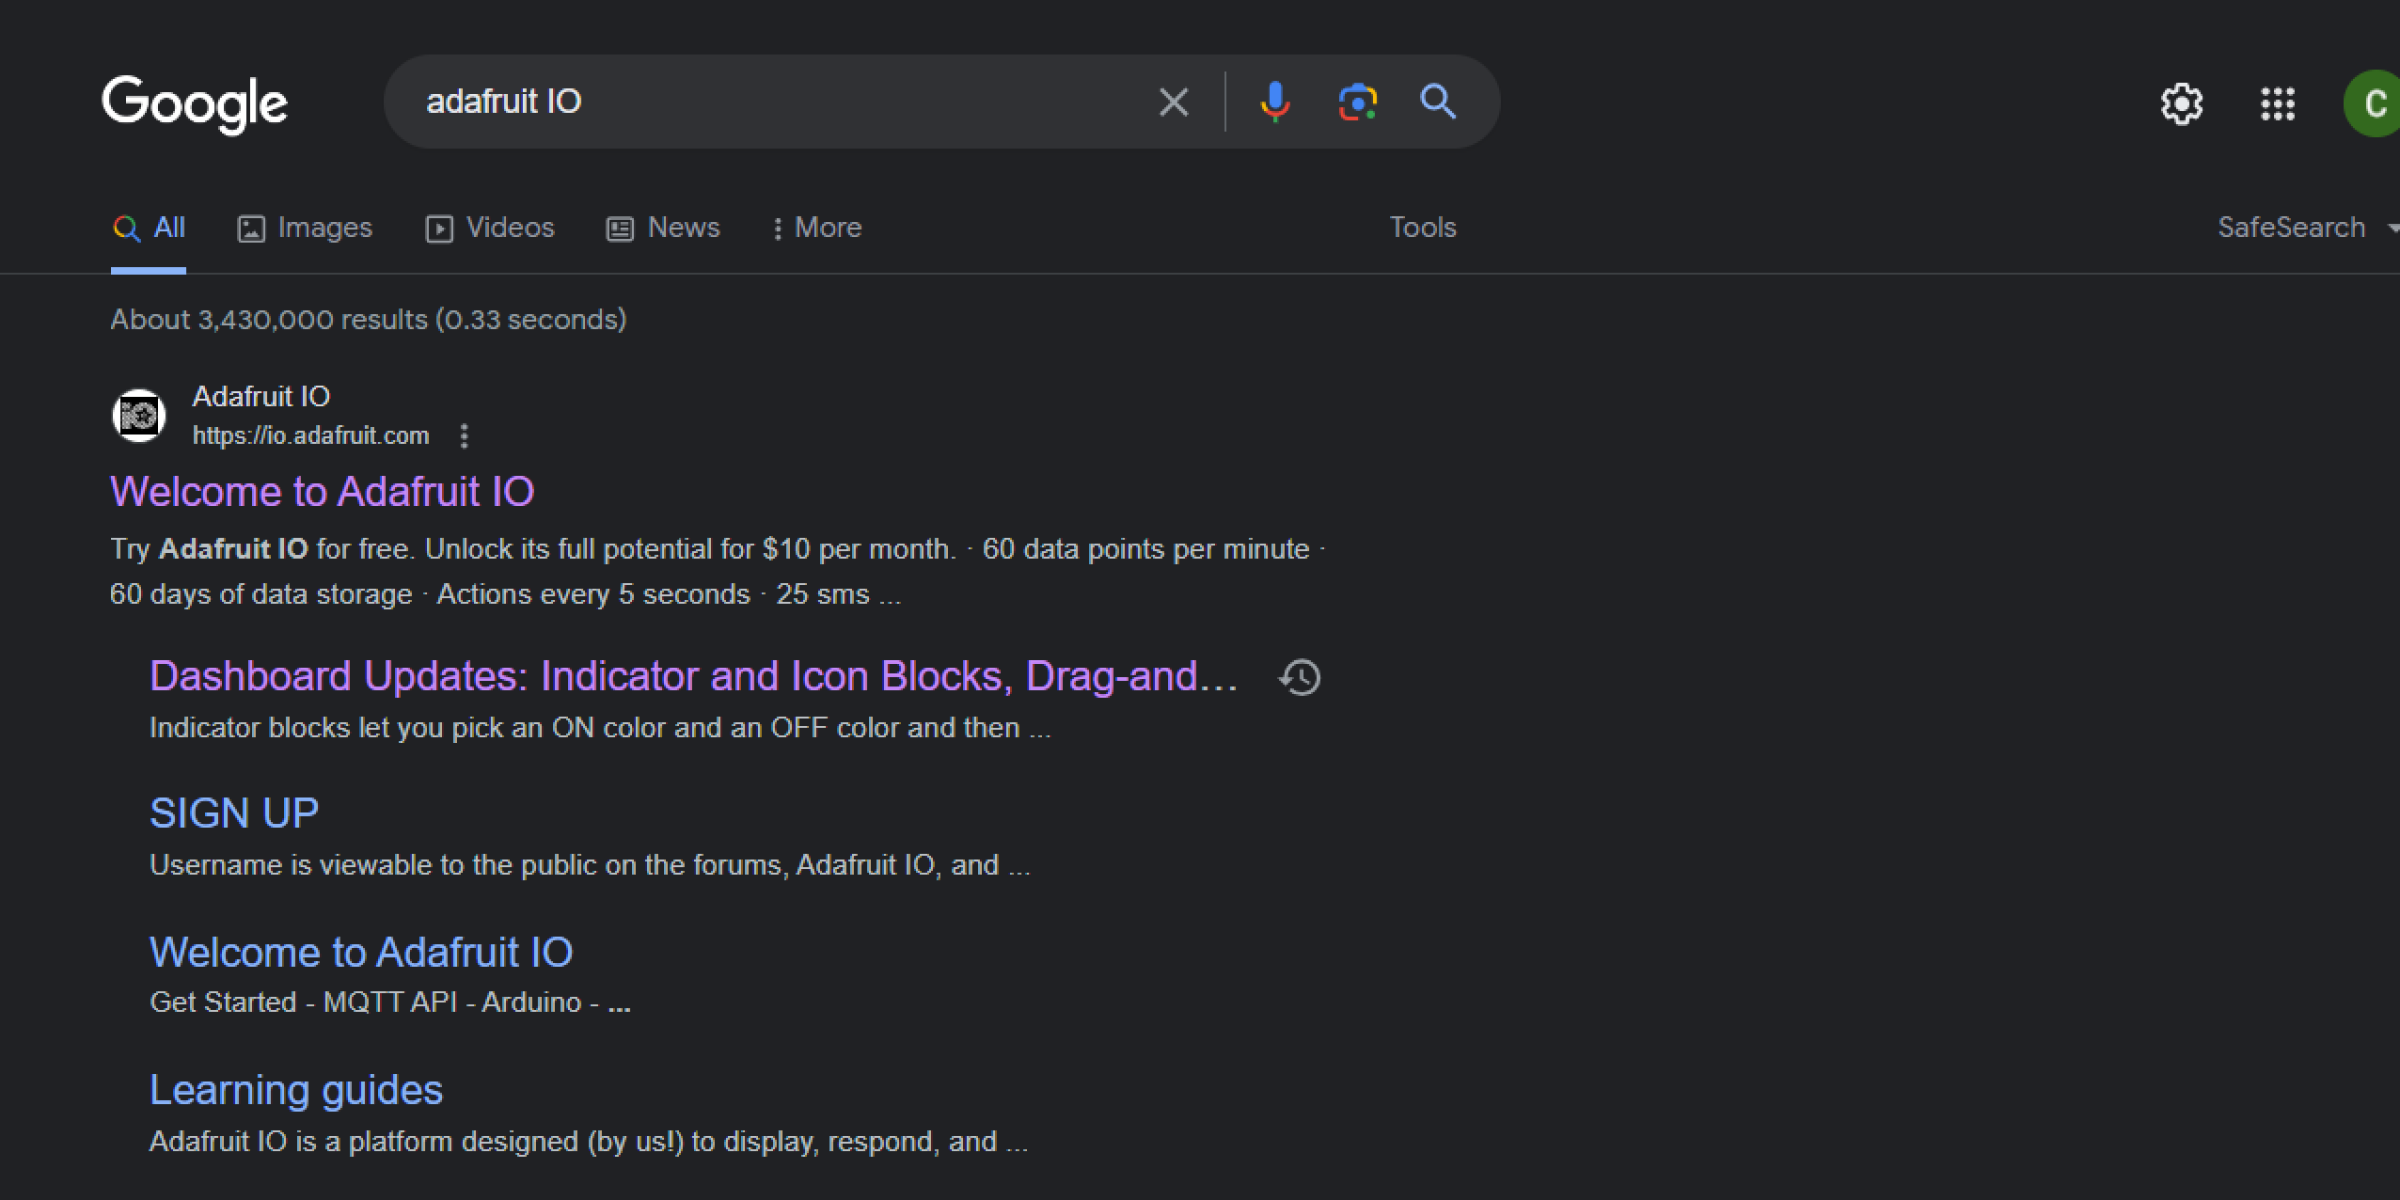 Google
adafruit IO
C
All
Images
Videos
News
More
Tools
SafeSearch
About 3,430,000 results (0.33 seconds)
iO
Adafruit IO
https://io.adafruit.com
Welcome to Adafruit IO
Try Adafruit IO for free. Unlock its full potential for $10 per month. · 60 data points per minute ·
60 days of data storage · Actions every 5 seconds · 25 sms ...
Dashboard Updates: Indicator and Icon Blocks, Drag-and...
Indicator blocks let you pick an ON color and an OFF color and then ...
SIGN UP
Username is viewable to the public on the forums, Adafruit IO, and ...
Welcome to Adafruit IO
Get Started - MQTT API - Arduino - ...
Learning guides
Adafruit IO is a platform designed (by us!) to display, respond, and ...